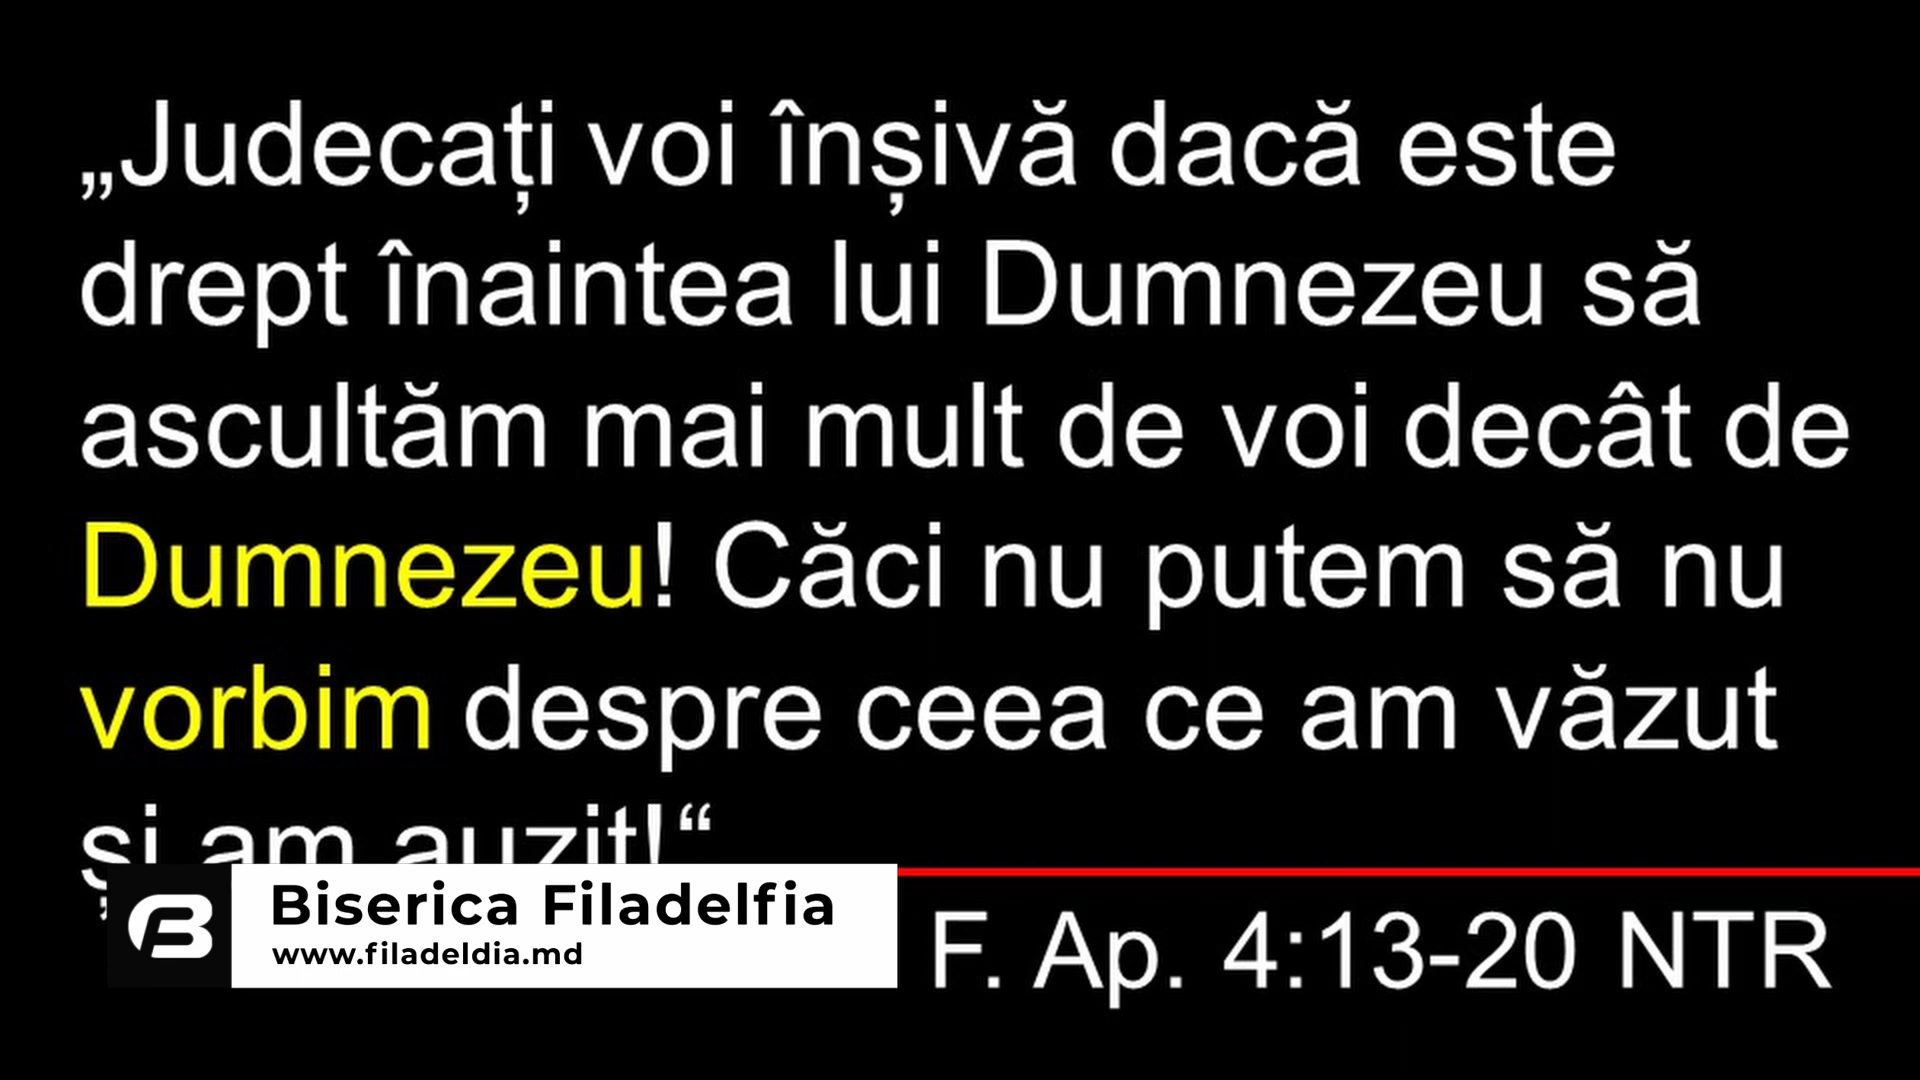 „Judecați voi înșivă dacă este
drept înaintea lui Dumnezeu să
ascultăm mai mult de voi decât de
Dumnezeu! Căci nu putem să nu
vorbim despre ceea ce am văzut
și am auzit!“
Biserica Filadelfia
www.filadeldia.md
F. Ap. 4:13-20 NTR